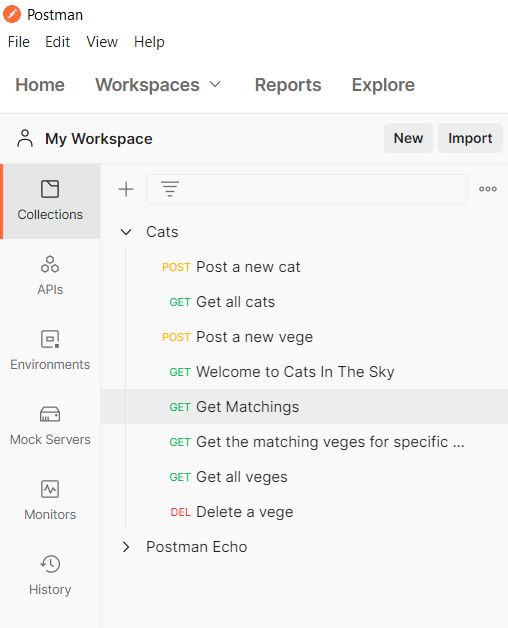 Postman
File Edit View Help
Home Workspaces Reports Explore
My Workspace New Import
Collections
APIs
Environments
Mock Servers
Monitors
History
Cats
POST Post a new cat
GET Get all cats
POST Post a new vege
GET Welcome to Cats In The Sky
GET Get Matchings
GET Get the matching veges for specific ...
GET Get all veges
DEL Delete a vege
Postman Echo